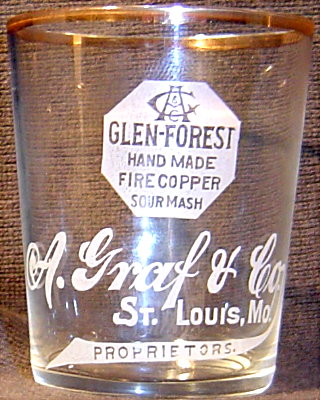 GLEN-FOREST
HAND MADE
FIRE COPPER
SOUR MASH
A. Graf & Co.
ST. LOUIS, MO.
PROPRIETORS.